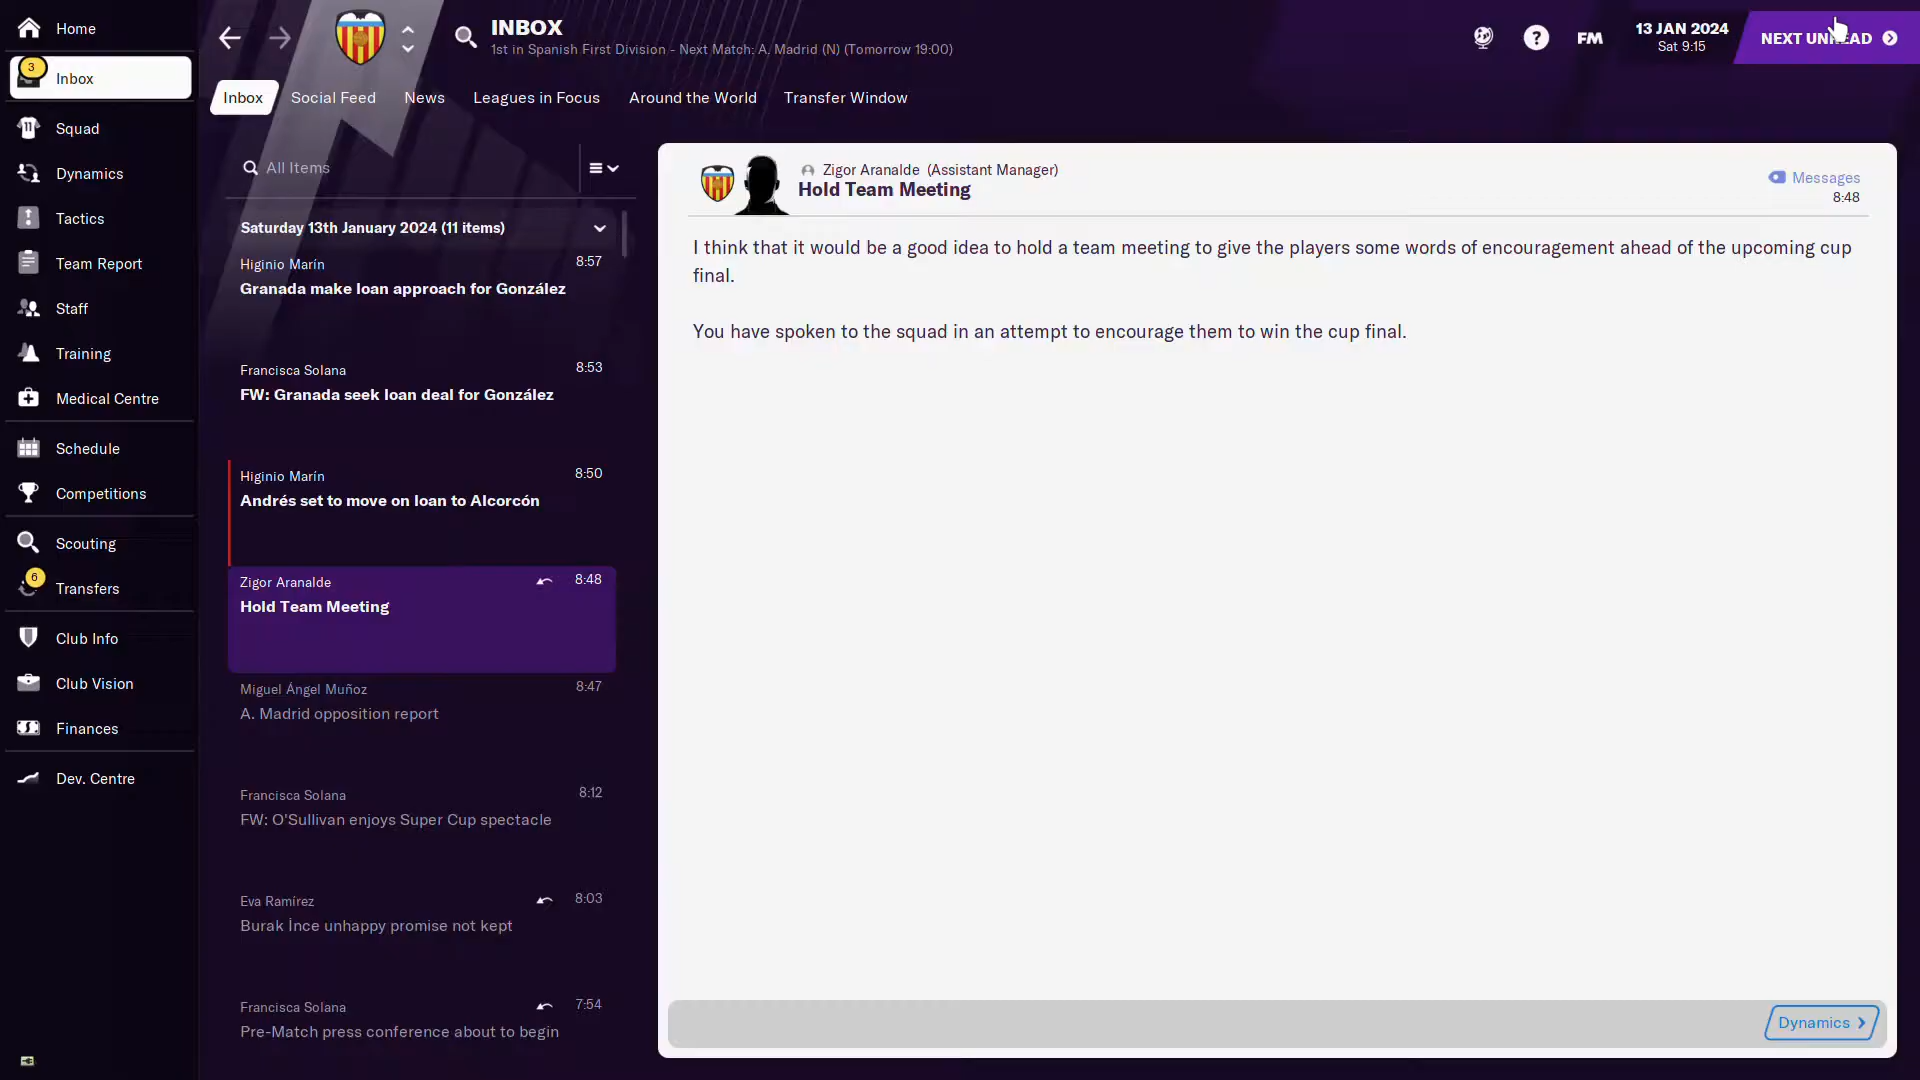 Home
3
Inbox
Squad
Dynamics
Tactics
Team Report
Staff
Training
Medical Centre
Schedule
Competitions
Scouting
6
Transfers
Club Info
Club Vision
Finances
Dev. Centre
INBOX
1st in Spanish First Division - Next Match: A. Madrid (N) (Tomorrow 19:00)
FM
13 JAN 2024
Sat 9:15
NEXT UNREAD
Inbox
Social Feed
News
Leagues in Focus
Around the World
Transfer Window
All Items
Saturday 13th January 2024 (11 items)
Higinio Marín 8:57
Granada make loan approach for González
Francisca Solana 8:53
FW: Granada seek loan deal for González
Higinio Marín 8:50
Andrés set to move on loan to Alcorcón
Zigor Aranalde 8:48
Hold Team Meeting
Miguel Ángel Muñoz 8:47
A. Madrid opposition report
Francisca Solana 8:12
FW: O'Sullivan enjoys Super Cup spectacle
Eva Ramírez 8:03
Burak İnce unhappy promise not kept
Francisca Solana 7:54
Pre-Match press conference about to begin
Zigor Aranalde (Assistant Manager)
Hold Team Meeting
Messages
8:48
I think that it would be a good idea to hold a team meeting to give the players some words of encouragement ahead of the upcoming cup
final.
You have spoken to the squad in an attempt to encourage them to win the cup final.
Dynamics